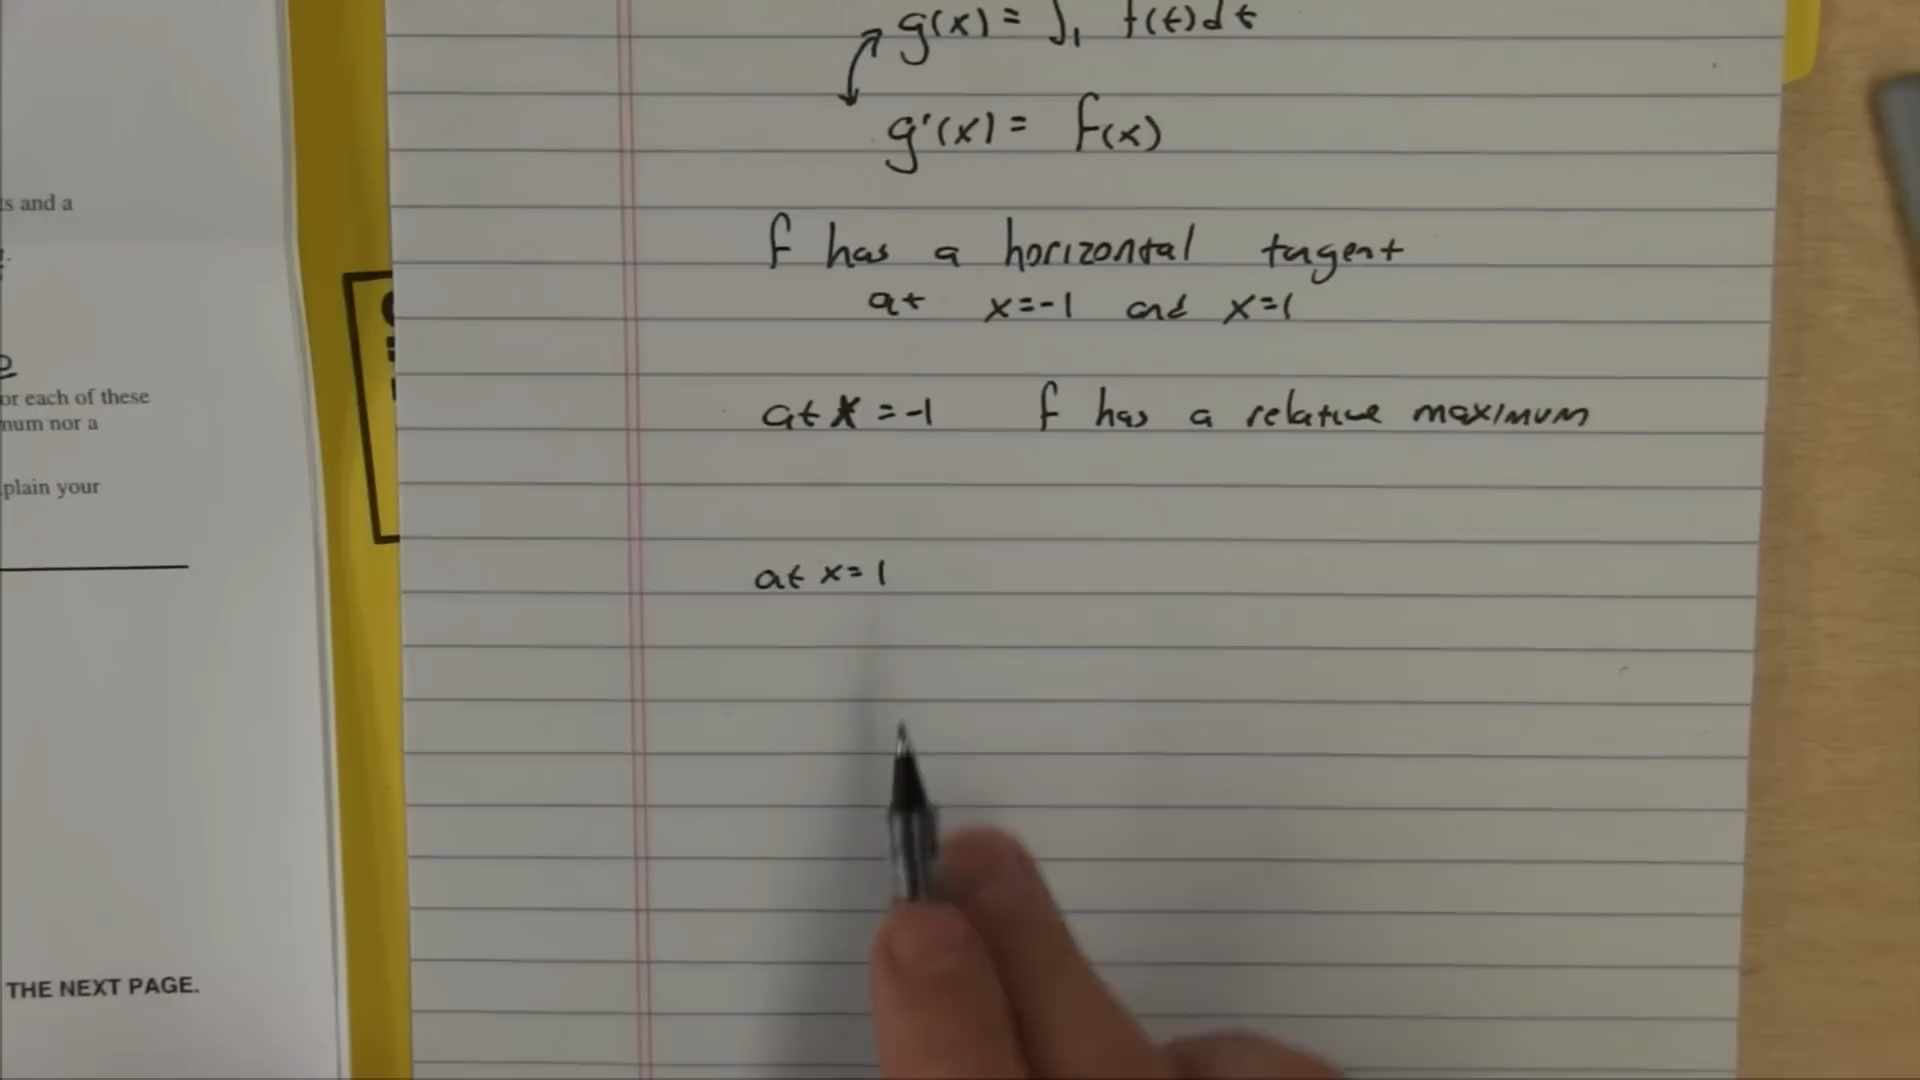 g(x) = ∫₁ f(t)dt
g'(x) = f(x)
f has a horizontal tangent
at x=-1 and x=1
at x = -1 f has a relative maximum
at x=1
s and a
or each of these
num nor a
plain your
THE NEXT PAGE.